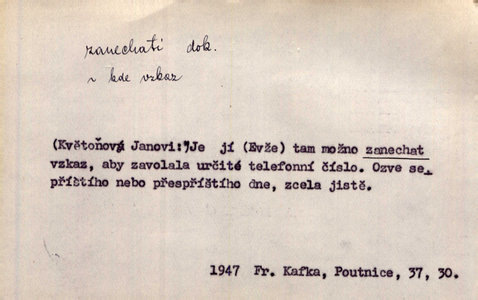 zanechati dok.
v kde vzkaz
(Květoňová Janovi:"Je jí (Evže) tam možno zanechat
vzkaz, aby zavolala určité telefonní číslo. Ozve se
příštího nebo přespříštího dne, zcela jistě.
1947 Fr. Kafka, Poutnice, 37, 30.